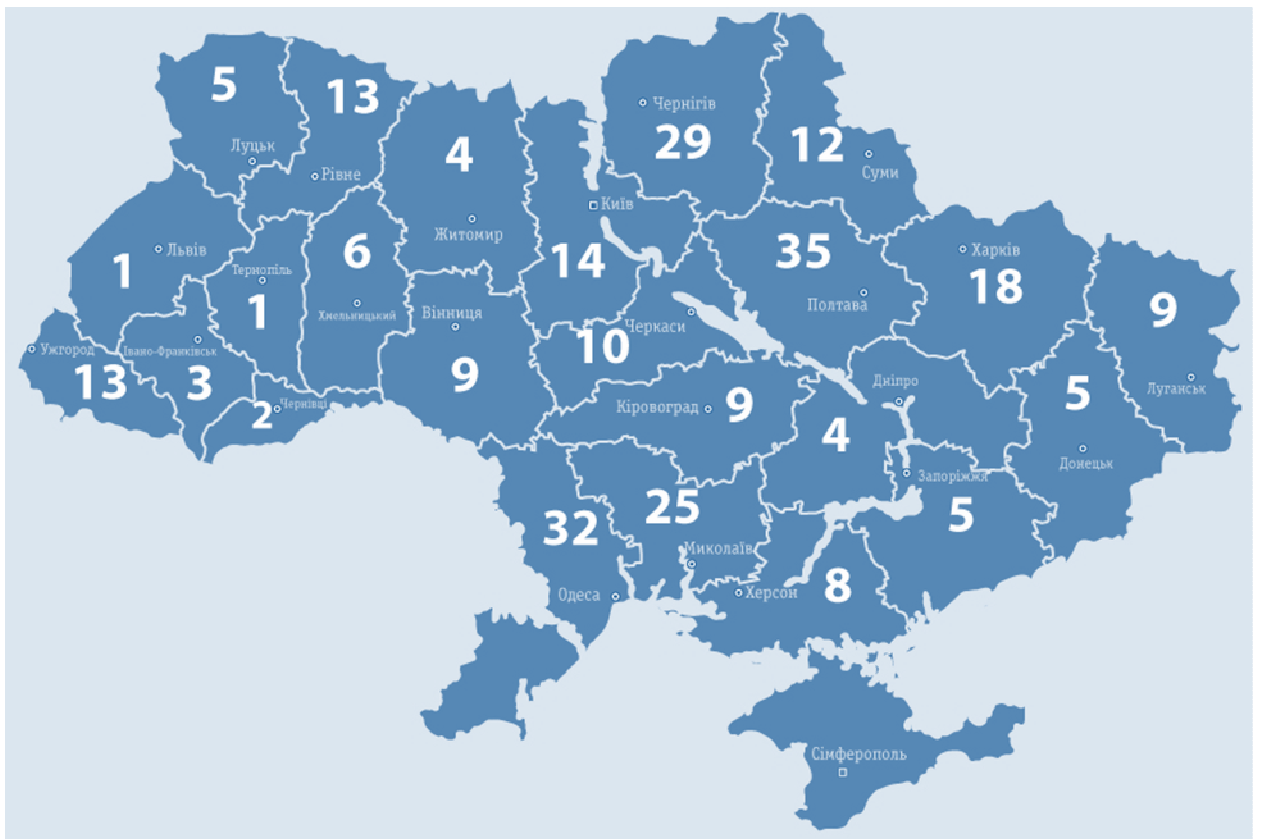 5
13
Чернігів
29
4
12
Луцьк
Суми
Рівне
Київ
Житомир
Львів
1
6
14
35
Харків
18
Тернопіль
1
Хмельницький
Вінниця
Полтава
9
Черкаси
10
Ужгород
13
Івано-Франківськ
3
2
Чернівці
9
Кіровоград
9
Дніпро
4
5
Луганськ
Донецьк
Запоріжжя
5
32
25
Миколаїв
Одеса
Херсон
8
Сімферополь